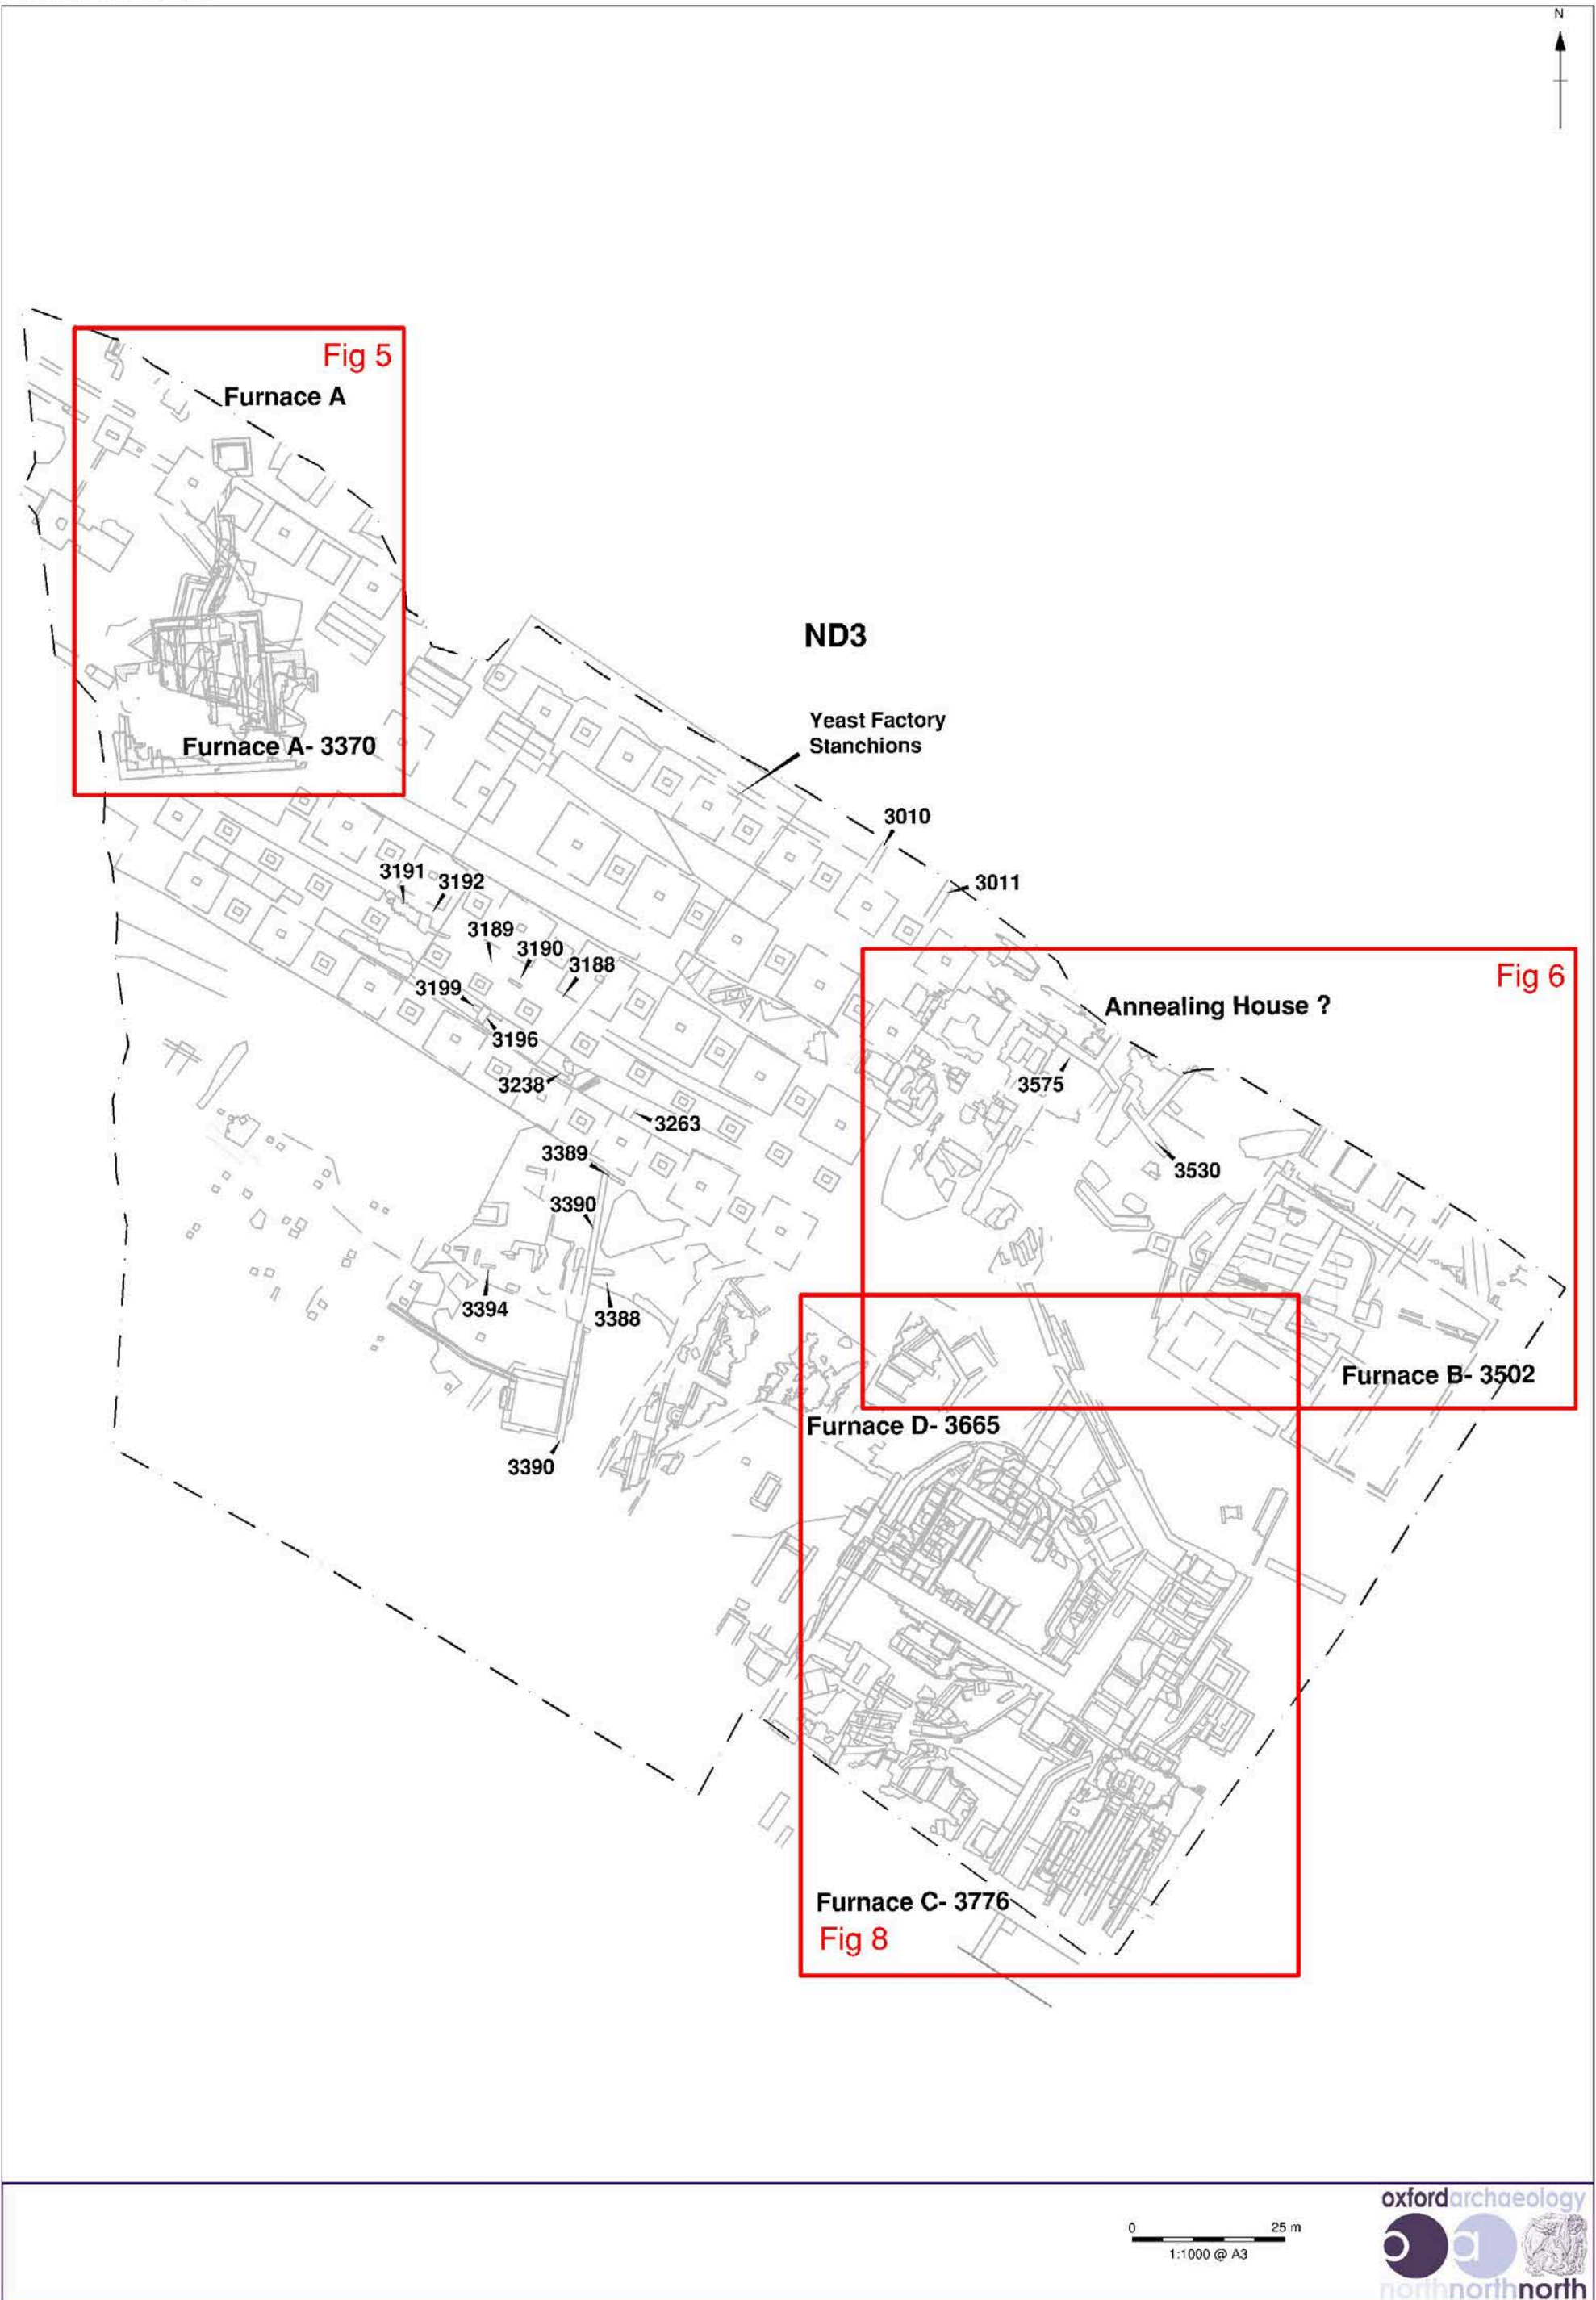 N
Fig 5
Furnace A
Furnace A- 3370
ND3
Yeast Factory
Stanchions
3010
3011
3191
3192
3189
3190
3188
3199
3196
3238
3263
3389
3390
3394
3388
3390
Fig 6
Annealing House ?
3575
3530
Furnace B- 3502
Furnace D- 3665
Furnace C- 3776
Fig 8
0 25 m
1:1000 @ A3
oxfordarchaeology
oa
northnorthnorth